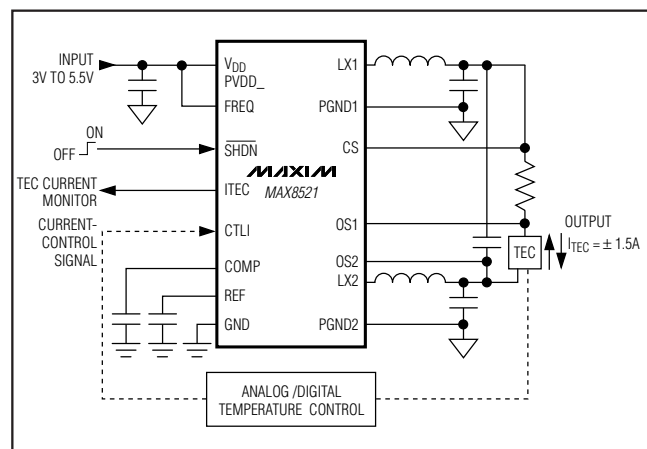 INPUT
3V TO 5.5V
ON
OFF
TEC CURRENT
MONITOR
CURRENT-
CONTROL
SIGNAL
VDD
PVDD_
FREQ
SHDN
ITEC
CTLI
COMP
REF
GND
MAXIM
MAX8521
LX1
PGND1
CS
OS1
OS2
LX2
PGND2
TEC
OUTPUT
ITEC = ± 1.5A
ANALOG /DIGITAL
TEMPERATURE CONTROL